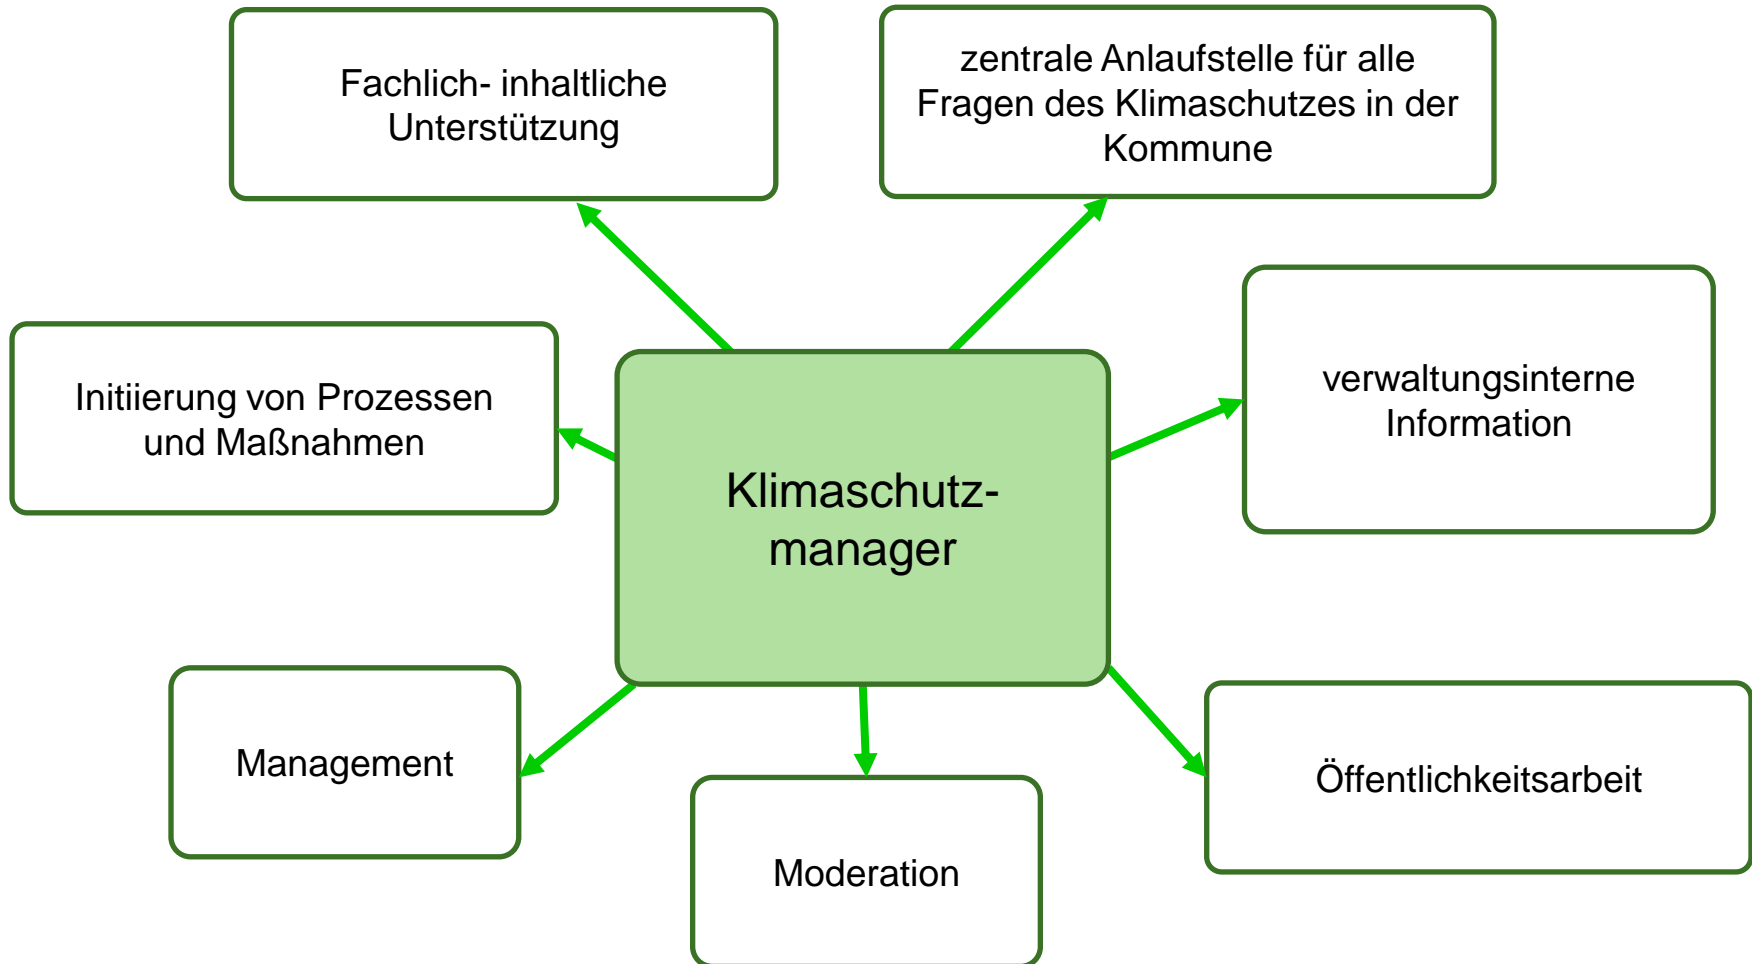 Fachlich- inhaltliche
Unterstützung
zentrale Anlaufstelle für alle
Fragen des Klimaschutzes in der
Kommune
Initiierung von Prozessen
und Maßnahmen
verwaltungsinterne
Information
Klimaschutz-
manager
Management
Moderation
Öffentlichkeitsarbeit